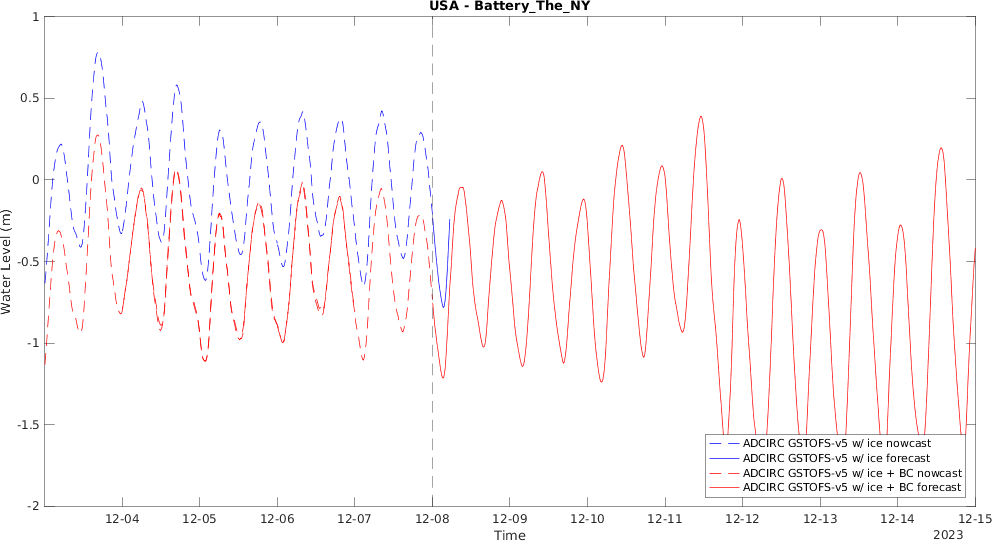 USA - Battery_The_NY
1
0.5
0
-0.5
-1
-1.5
-2
Water Level (m)
ADCIRC GSTOFS-v5 w/ ice nowcast
ADCIRC GSTOFS-v5 w/ ice forecast
ADCIRC GSTOFS-v5 w/ ice + BC nowcast
ADCIRC GSTOFS-v5 w/ ice + BC forecast
12-04 12-05 12-06 12-07 12-08 12-09 12-10 12-11 12-12 12-13 12-14 12-15
Time
2023